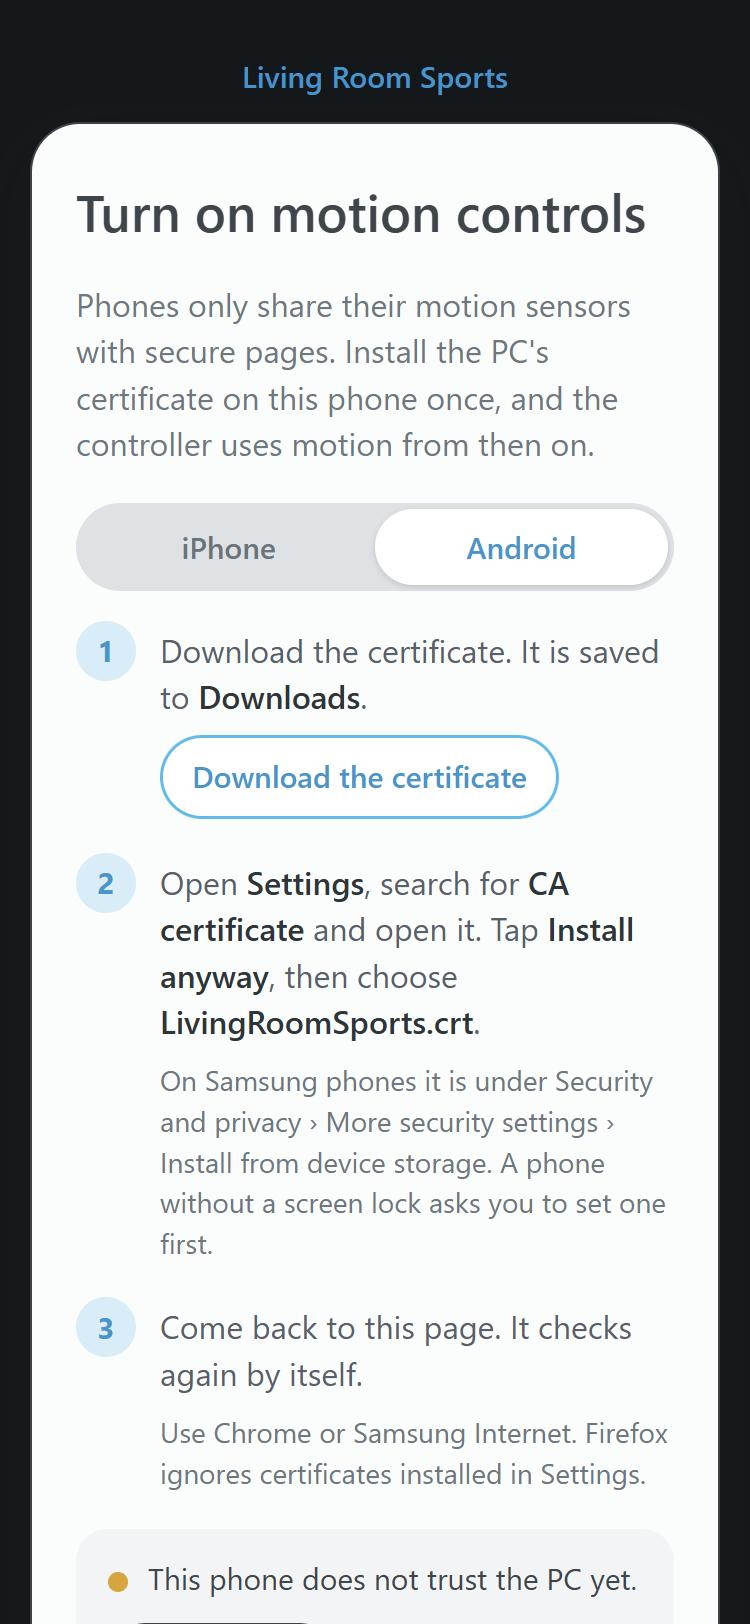 Living Room Sports
Turn on motion controls
Phones only share their motion sensors
with secure pages. Install the PC's
certificate on this phone once, and the
controller uses motion from then on.
iPhone
Android
1
Download the certificate. It is saved
to Downloads.
Download the certificate
2
Open Settings, search for CA
certificate and open it. Tap Install
anyway, then choose
LivingRoomSports.crt.
On Samsung phones it is under Security
and privacy › More security settings ›
Install from device storage. A phone
without a screen lock asks you to set one
first.
3
Come back to this page. It checks
again by itself.
Use Chrome or Samsung Internet. Firefox
ignores certificates installed in Settings.
This phone does not trust the PC yet.